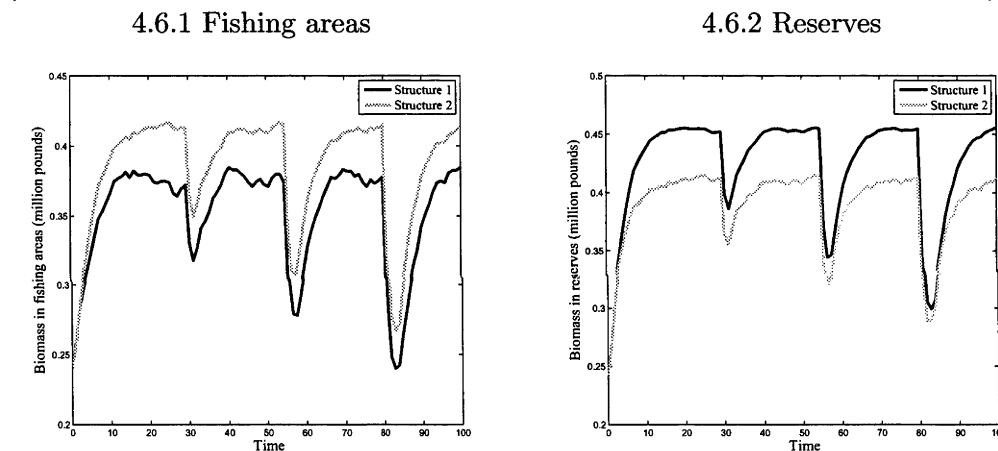 4.6.1 Fishing areas
0.45
0.4
0.35
0.3
0.25
0.2
Biomass in fishing areas (million pounds)
Structure 1
Structure 2
0 10 20 30 40 50 60 70 80 90 100
Time
4.6.2 Reserves
0.5
0.45
0.4
0.35
0.3
0.25
0.2
Biomass in reserves (million pounds)
Structure 1
Structure 2
0 10 20 30 40 50 60 70 80 90
Time